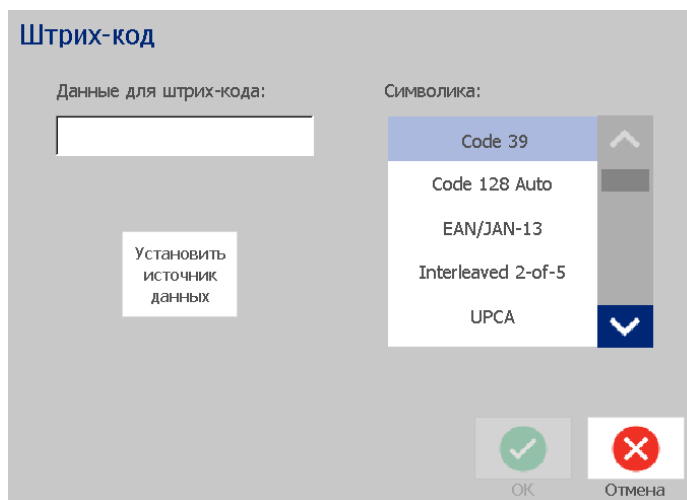 Штрих-код
Данные для штрих-кода:
Символика:
Code 39
Code 128 Auto
EAN/JAN-13
Interleaved 2-of-5
UPCA
Установить
источник
данных
OK
Отмена